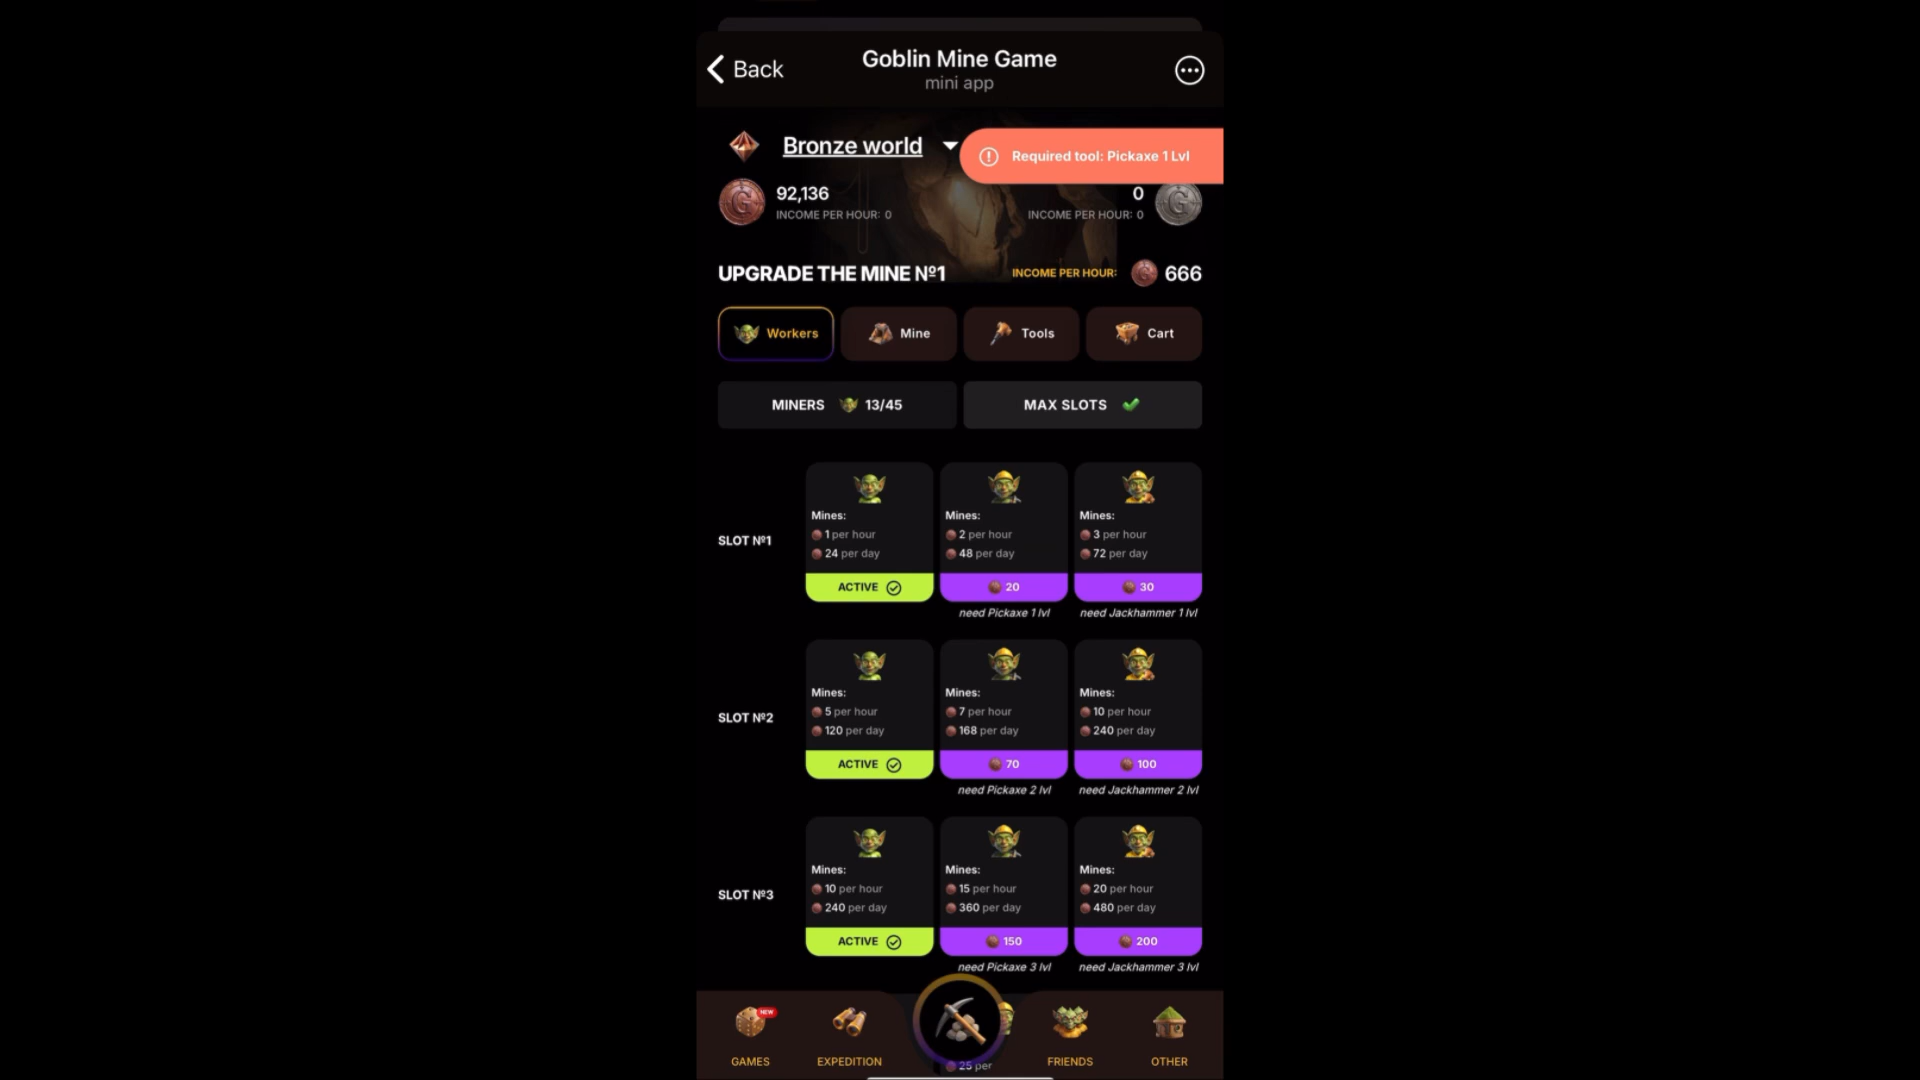 Back
Goblin Mine Game
mini app
Bronze world
Required tool: Pickaxe 1 Lvl
92,136
INCOME PER HOUR: 0
0
INCOME PER HOUR: 0
UPGRADE THE MINE №1
INCOME PER HOUR: 666
Workers
Mine
Tools
Cart
MINERS 13/45
MAX SLOTS
SLOT №1
Mines:
1 per hour
24 per day
ACTIVE
Mines:
2 per hour
48 per day
20
need Pickaxe 1 lvl
Mines:
3 per hour
72 per day
30
need Jackhammer 1 lvl
SLOT №2
Mines:
5 per hour
120 per day
ACTIVE
Mines:
7 per hour
168 per day
70
need Pickaxe 2 lvl
Mines:
10 per hour
240 per day
100
need Jackhammer 2 lvl
SLOT №3
Mines:
10 per hour
240 per day
ACTIVE
Mines:
15 per hour
360 per day
150
need Pickaxe 3 lvl
Mines:
20 per hour
480 per day
200
need Jackhammer 3 lvl
25 per
NEW
GAMES
EXPEDITION
FRIENDS
OTHER